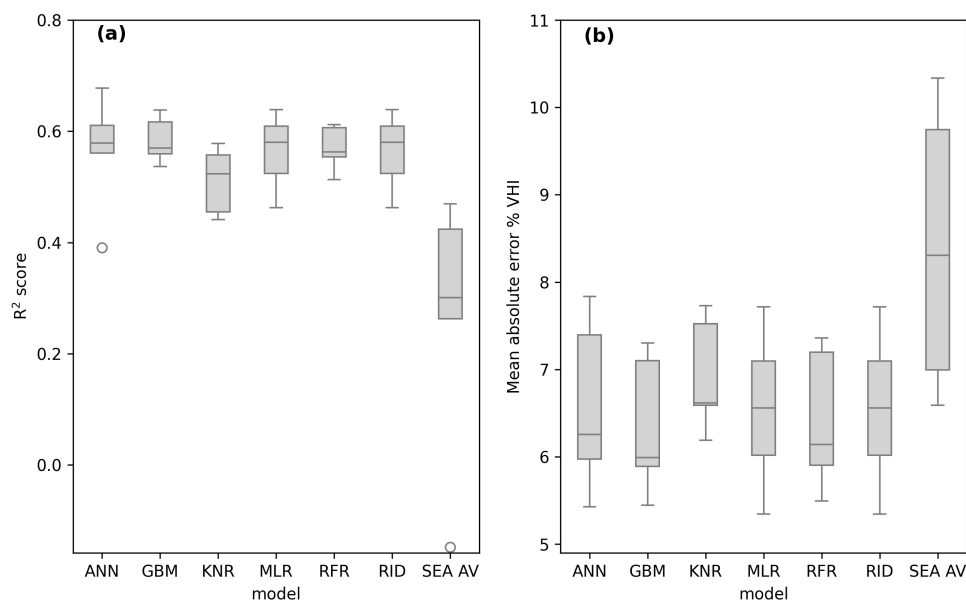 (a)
0.8
0.6
0.4
0.2
0.0
R² score
ANN GBM KNR MLR RFR RID SEA AV
model
(b)
11
10
9
8
7
6
5
Mean absolute error % VHI
ANN GBM KNR MLR RFR RID SEA AV
model